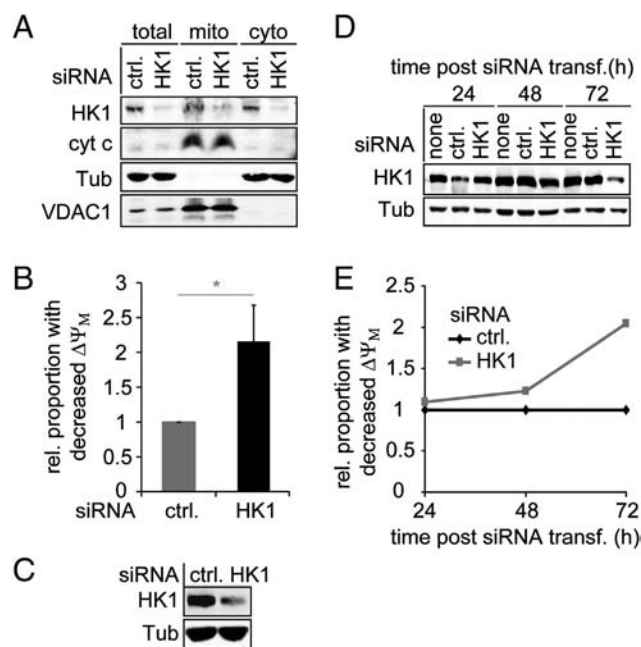 A
total mito cyto
siRNA ctrl. HK1 ctrl. HK1 ctrl. HK1
HK1
cyt c
Tub
VDAC1
B
rel. proportion with
decreased ΔΨM
3
2.5
2
1.5
1
0.5
0
*
siRNA ctrl. HK1
C
siRNA ctrl. HK1
HK1
Tub
D
time post siRNA transf.(h)
24 48 72
siRNA none ctrl. HK1 none ctrl. HK1 none ctrl. HK1
HK1
Tub
E
rel. proportion with
decreased ΔΨM
2.5
2
1.5
1
0.5
0
siRNA
ctrl.
HK1
24 48 72
time post siRNA transf. (h)